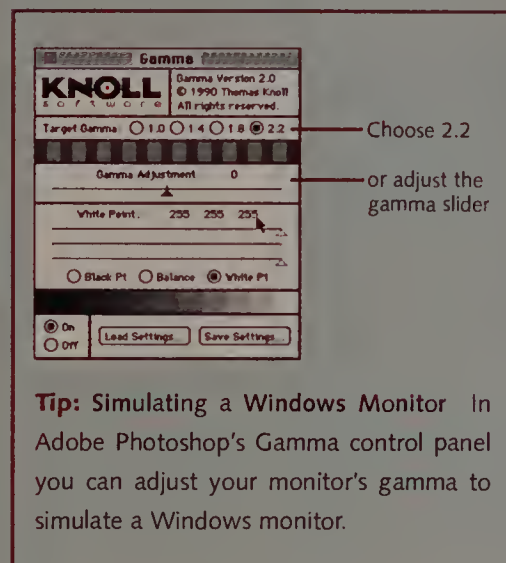 Gamma
KNOLL
software
Gamma Version 2.0
© 1990 Thomas Knoll
All rights reserved.
Target Gamma 1.0 1.4 1.8 2.2
Choose 2.2
Gamma Adjustment 0
or adjust the
gamma slider
White Point: 255 255 255
Black Pt Balance White Pt
On
Off
Load Settings... Save Settings...
Tip: Simulating a Windows Monitor In
Adobe Photoshop's Gamma control panel
you can adjust your monitor's gamma to
simulate a Windows monitor.